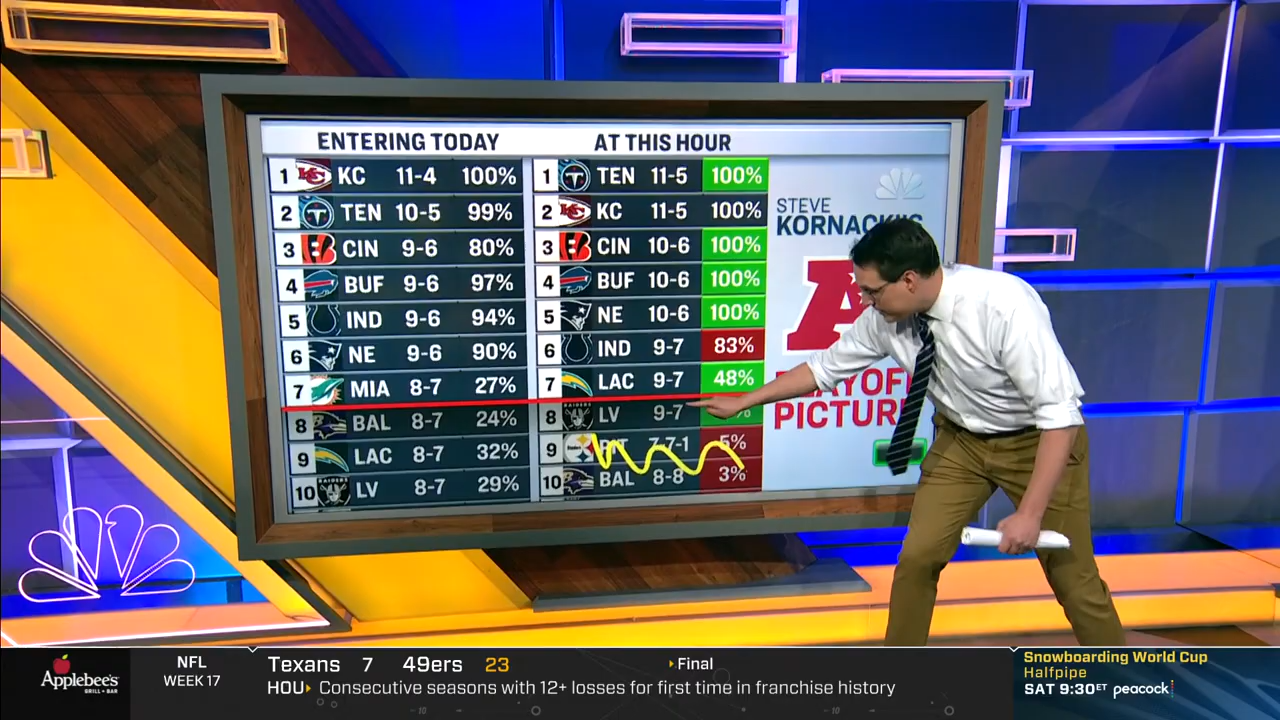 ENTERING TODAY
1 KC 11-4 100%
2 TEN 10-5 99%
3 CIN 9-6 80%
4 BUF 9-6 97%
5 IND 9-6 94%
6 NE 9-6 90%
7 MIA 8-7 27%
8 BAL 8-7 24%
9 LAC 8-7 32%
10 LV 8-7 29%
AT THIS HOUR
1 TEN 11-5 100%
2 KC 11-5 100%
3 CIN 10-6 100%
4 BUF 10-6 100%
5 NE 10-6 100%
6 IND 9-7 83%
7 LAC 9-7 48%
8 LV 9-7 %
9 7-7-1 5%
10 BAL 8-8 3%
STEVE
KORNACKI'S
PICTURE
RAIDERS
RAIDERS
Applebee's
GRILL + BAR
NFL
WEEK 17
Texans 7 49ers 23 Final
HOU Consecutive seasons with 12+ losses for first time in franchise history
Snowboarding World Cup
Halfpipe
SAT 9:30ET peacock